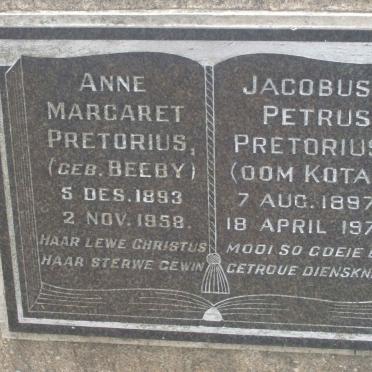 ANNE
MARGARET
PRETORIUS,
(GEB. BEEBY)
5 DES. 1893
2 NOV. 1958.
HAAR LEWE CHRISTUS
HAAR STERWE GEWIN
JACOBUS
PETRUS
PRETORIUS
(OOM KOTA
7 AUG. 1897
18 APRIL 197
MOOI SO GOEIE
GETROUE DIENSKN